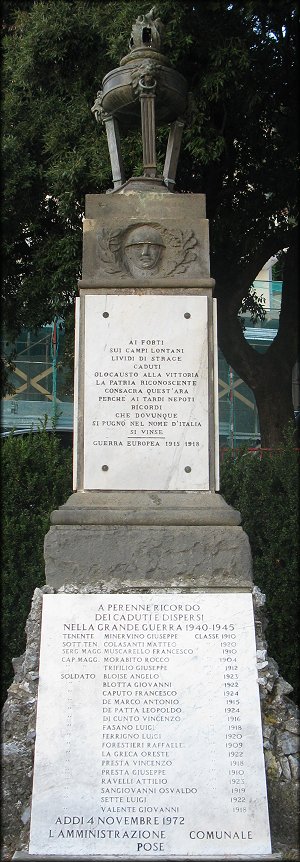 AI FORTI
SUI CAMPI LONTANI
LIVIDI DI STRAGE
CADUTI
OLOCAUSTO ALLA VITTORIA
LA PATRIA RICONOSCENTE
CONSACRA QUEST'ARA
PERCHE AI TARDI NEPOTI
RICORDI
CHE DOVUNQUE
SI PUGNO NEL NOME D'ITALIA
SI VINSE
GUERRA EUROPEA 1915 1918
A PERENNE RICORDO
DEI CADUTI E DISPERSI
NELLA GRANDE GUERRA 1940-1945
TENENTE MINERVINO GIUSEPPE CLASSE 1910
SOTT. TEN. COLASANTI MATTEO " 1920
SERG. MAGG. MUSCARELLO FRANCESCO " 1910
CAP. MAGG. MORABITO ROCCO " 1904
" TRIFILIO GIUSEPPE " 1912
SOLDATO BLOISE ANGELO " 1923
" BLOTTA GIOVANNI " 1922
" CAPUTO FRANCESCO " 1924
" DE MARCO ANTONIO " 1915
" DE PATTA LEOPOLDO " 1924
" DI CUNTO VINCENZO " 1916
" FASANO LUIGI " 1918
" FERRIGNO LUIGI " 1920
" FORESTIERI RAFFAELE " 1909
" LA GRECA ORESTE " 1922
" PRESTA VINCENZO " 1918
" PRESTA GIUSEPPE " 1910
" RAVELLI ATTILIO " 1923
" SANGIOVANNI OSVALDO " 1919
" SETTE LUIGI " 1922
" VALENTE GIOVANNI " 1918
ADDI 4 NOVEMBRE 1972
L'AMMINISTRAZIONE COMUNALE
POSE